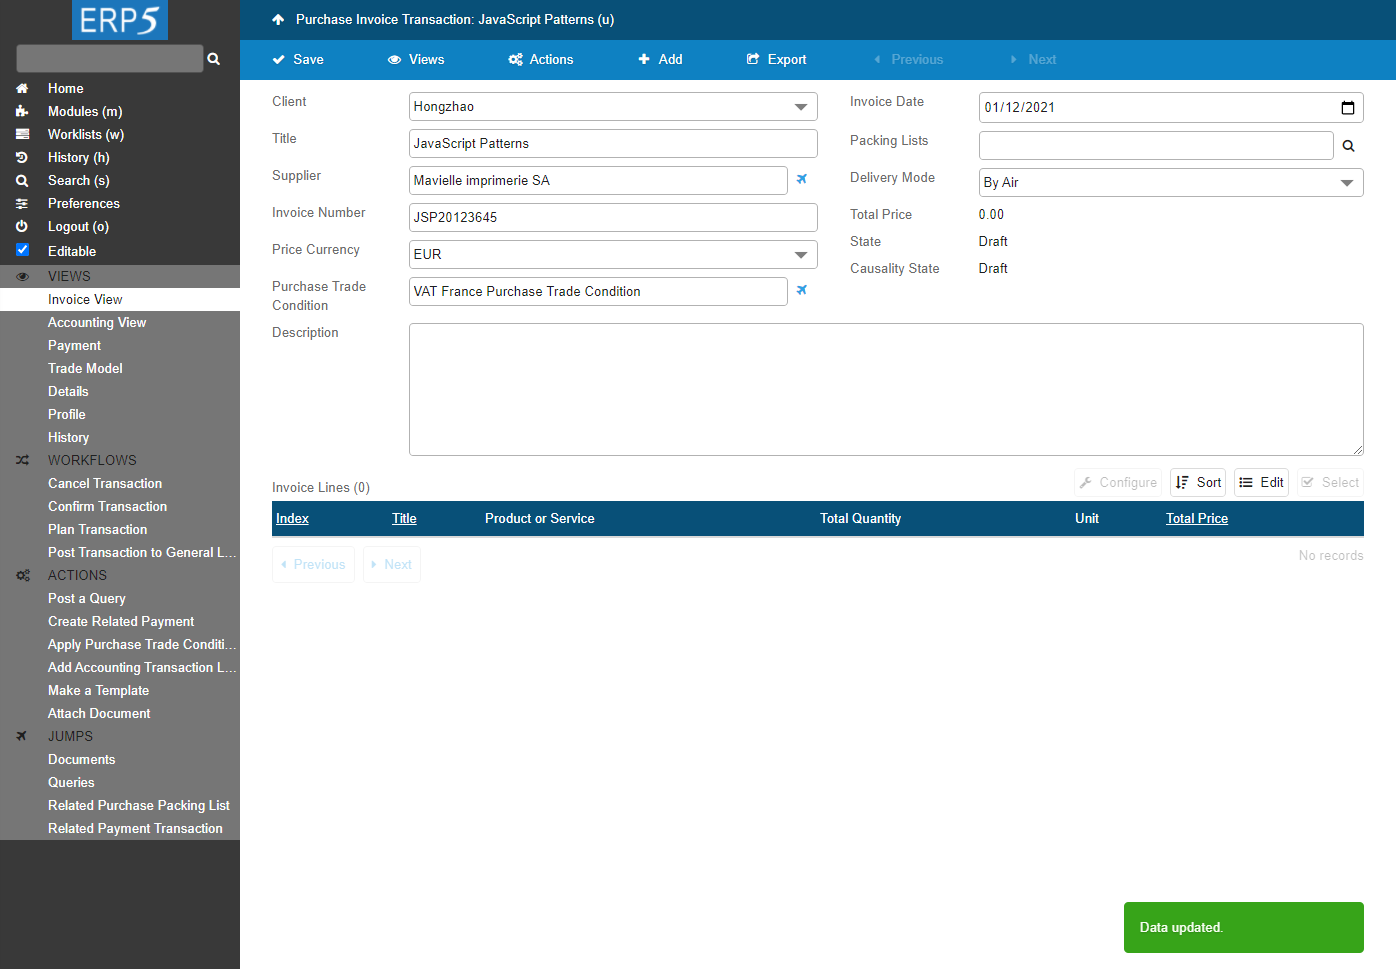 ERP5
Purchase Invoice Transaction: JavaScript Patterns (u)
Save
Views
Actions
Add
Export
Previous
Next
Home
Modules (m)
Worklists (w)
History (h)
Search (s)
Preferences
Logout (o)
Editable
VIEWS
Invoice View
Accounting View
Payment
Trade Model
Details
Profile
History
WORKFLOWS
Cancel Transaction
Confirm Transaction
Plan Transaction
Post Transaction to General L...
ACTIONS
Post a Query
Create Related Payment
Apply Purchase Trade Conditi...
Add Accounting Transaction L...
Make a Template
Attach Document
JUMPS
Documents
Queries
Related Purchase Packing List
Related Payment Transaction
Client
Hongzhao
Title
JavaScript Patterns
Supplier
Mavielle imprimerie SA
Invoice Number
JSP20123645
Price Currency
EUR
Purchase Trade
Condition
VAT France Purchase Trade Condition
Invoice Date
01/12/2021
Packing Lists
Delivery Mode
By Air
Total Price
0.00
State
Draft
Causality State
Draft
Description
Invoice Lines (0)
Configure
Sort
Edit
Select
Index
Title
Product or Service
Total Quantity
Unit
Total Price
Previous
Next
No records
Data updated.